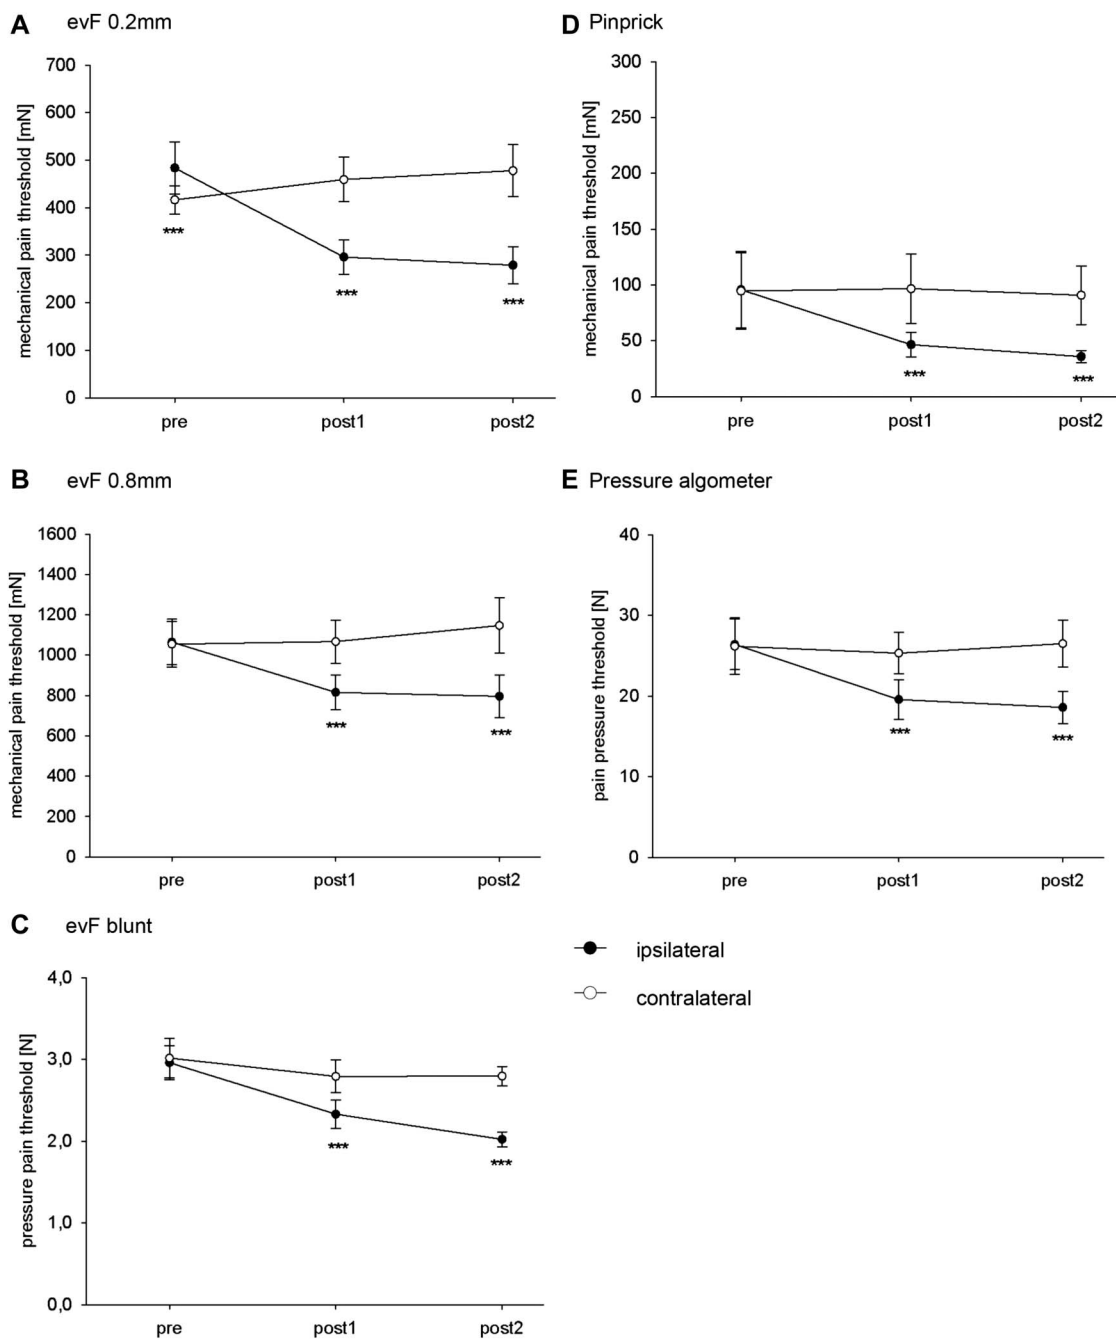 A evF 0.2mm
mechanical pain threshold [mN]
700
600
500
400
300
200
100
0
***
***
***
pre post1 post2
D Pinprick
mechanical pain threshold [mN]
300
250
200
150
100
50
0
***
***
pre post1 post2
B evF 0.8mm
mechanical pain threshold [mN]
1600
1400
1200
1000
800
600
400
200
0
***
***
pre post1 post2
E Pressure algometer
pain pressure threshold [N]
40
30
20
10
0
***
***
pre post1 post2
C evF blunt
pressure pain threshold [N]
4,0
3,0
2,0
1,0
0,0
***
***
pre post1 post2
ipsilateral
contralateral